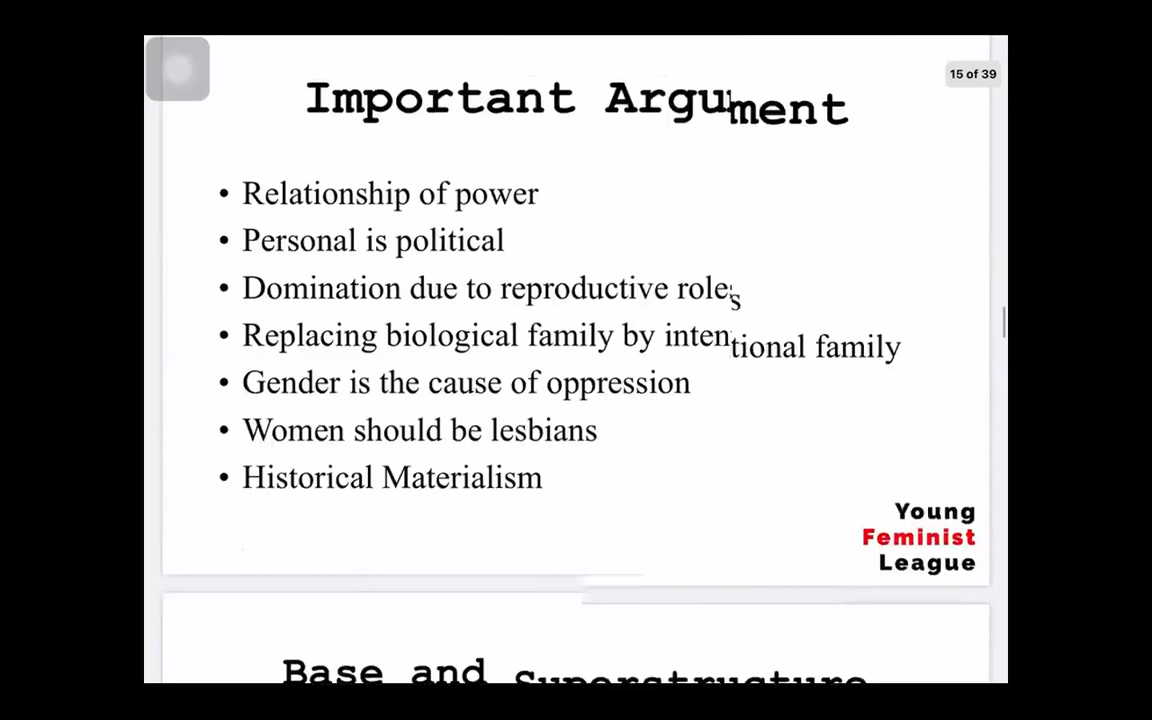 15 of 39
Important Argument
• Relationship of power
• Personal is political
• Domination due to reproductive roles
• Replacing biological family by intentional family
• Gender is the cause of oppression
• Women should be lesbians
• Historical Materialism
Young
Feminist
League
Base and Superstructure